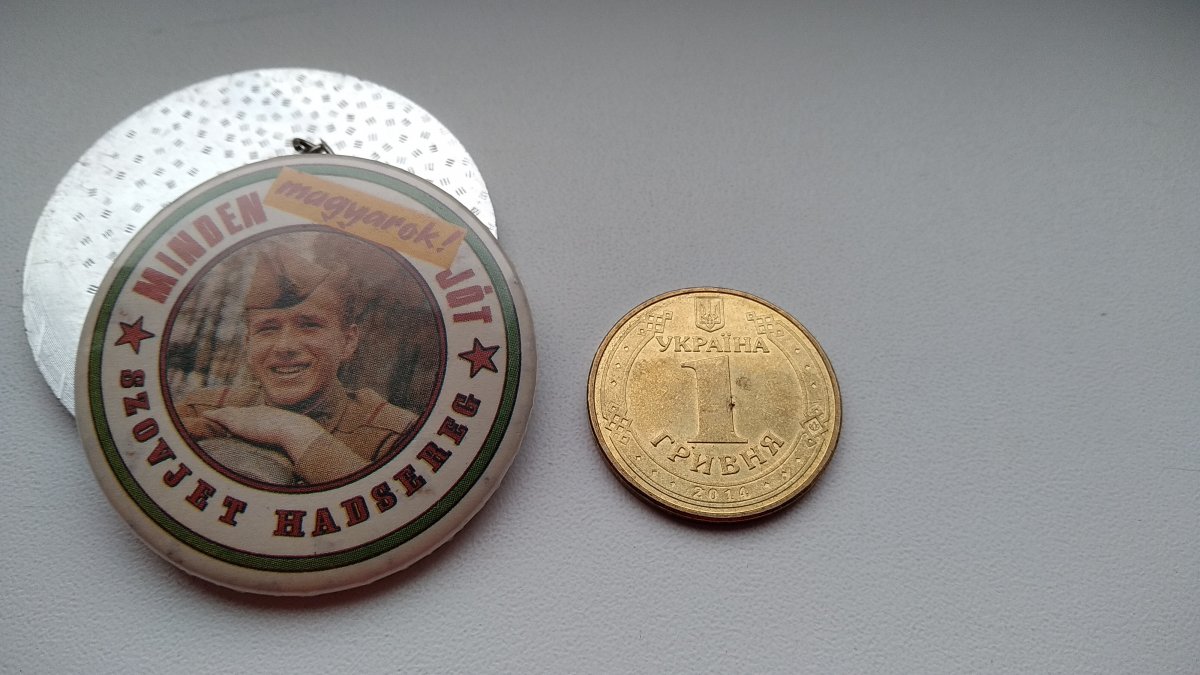 MINDEN
magyarok!
JÓT
SZOVJET HADSEREG
УКРАЇНА
1
ГРИВНЯ
2014